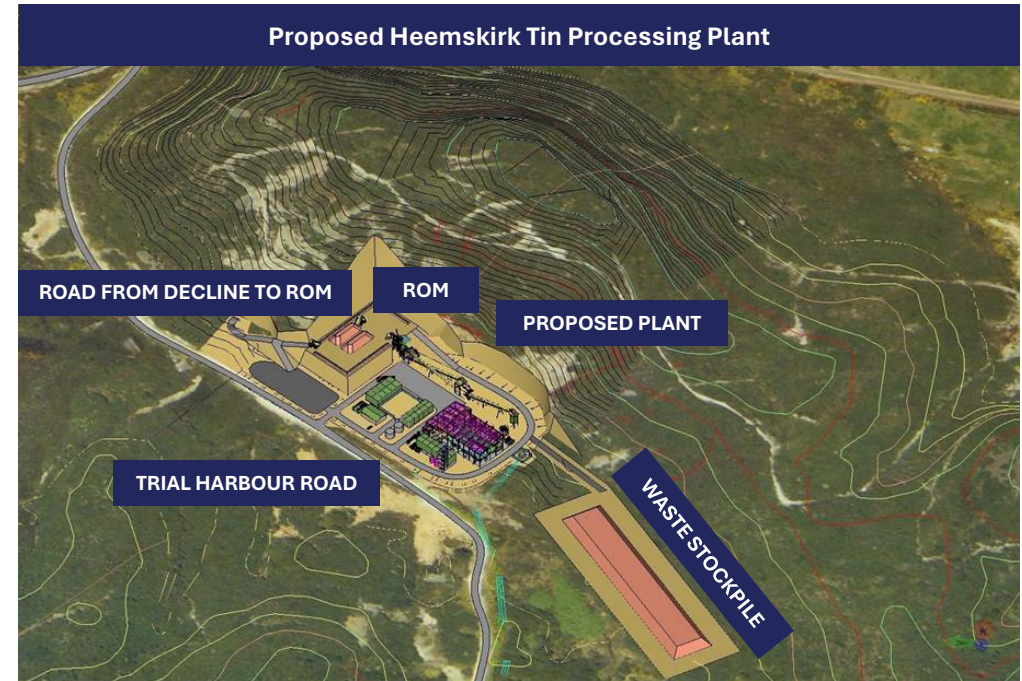 Proposed Heemskirk Tin Processing Plant
ROAD FROM DECLINE TO ROM
ROM
PROPOSED PLANT
TRIAL HARBOUR ROAD
WASTE STOCKPILE